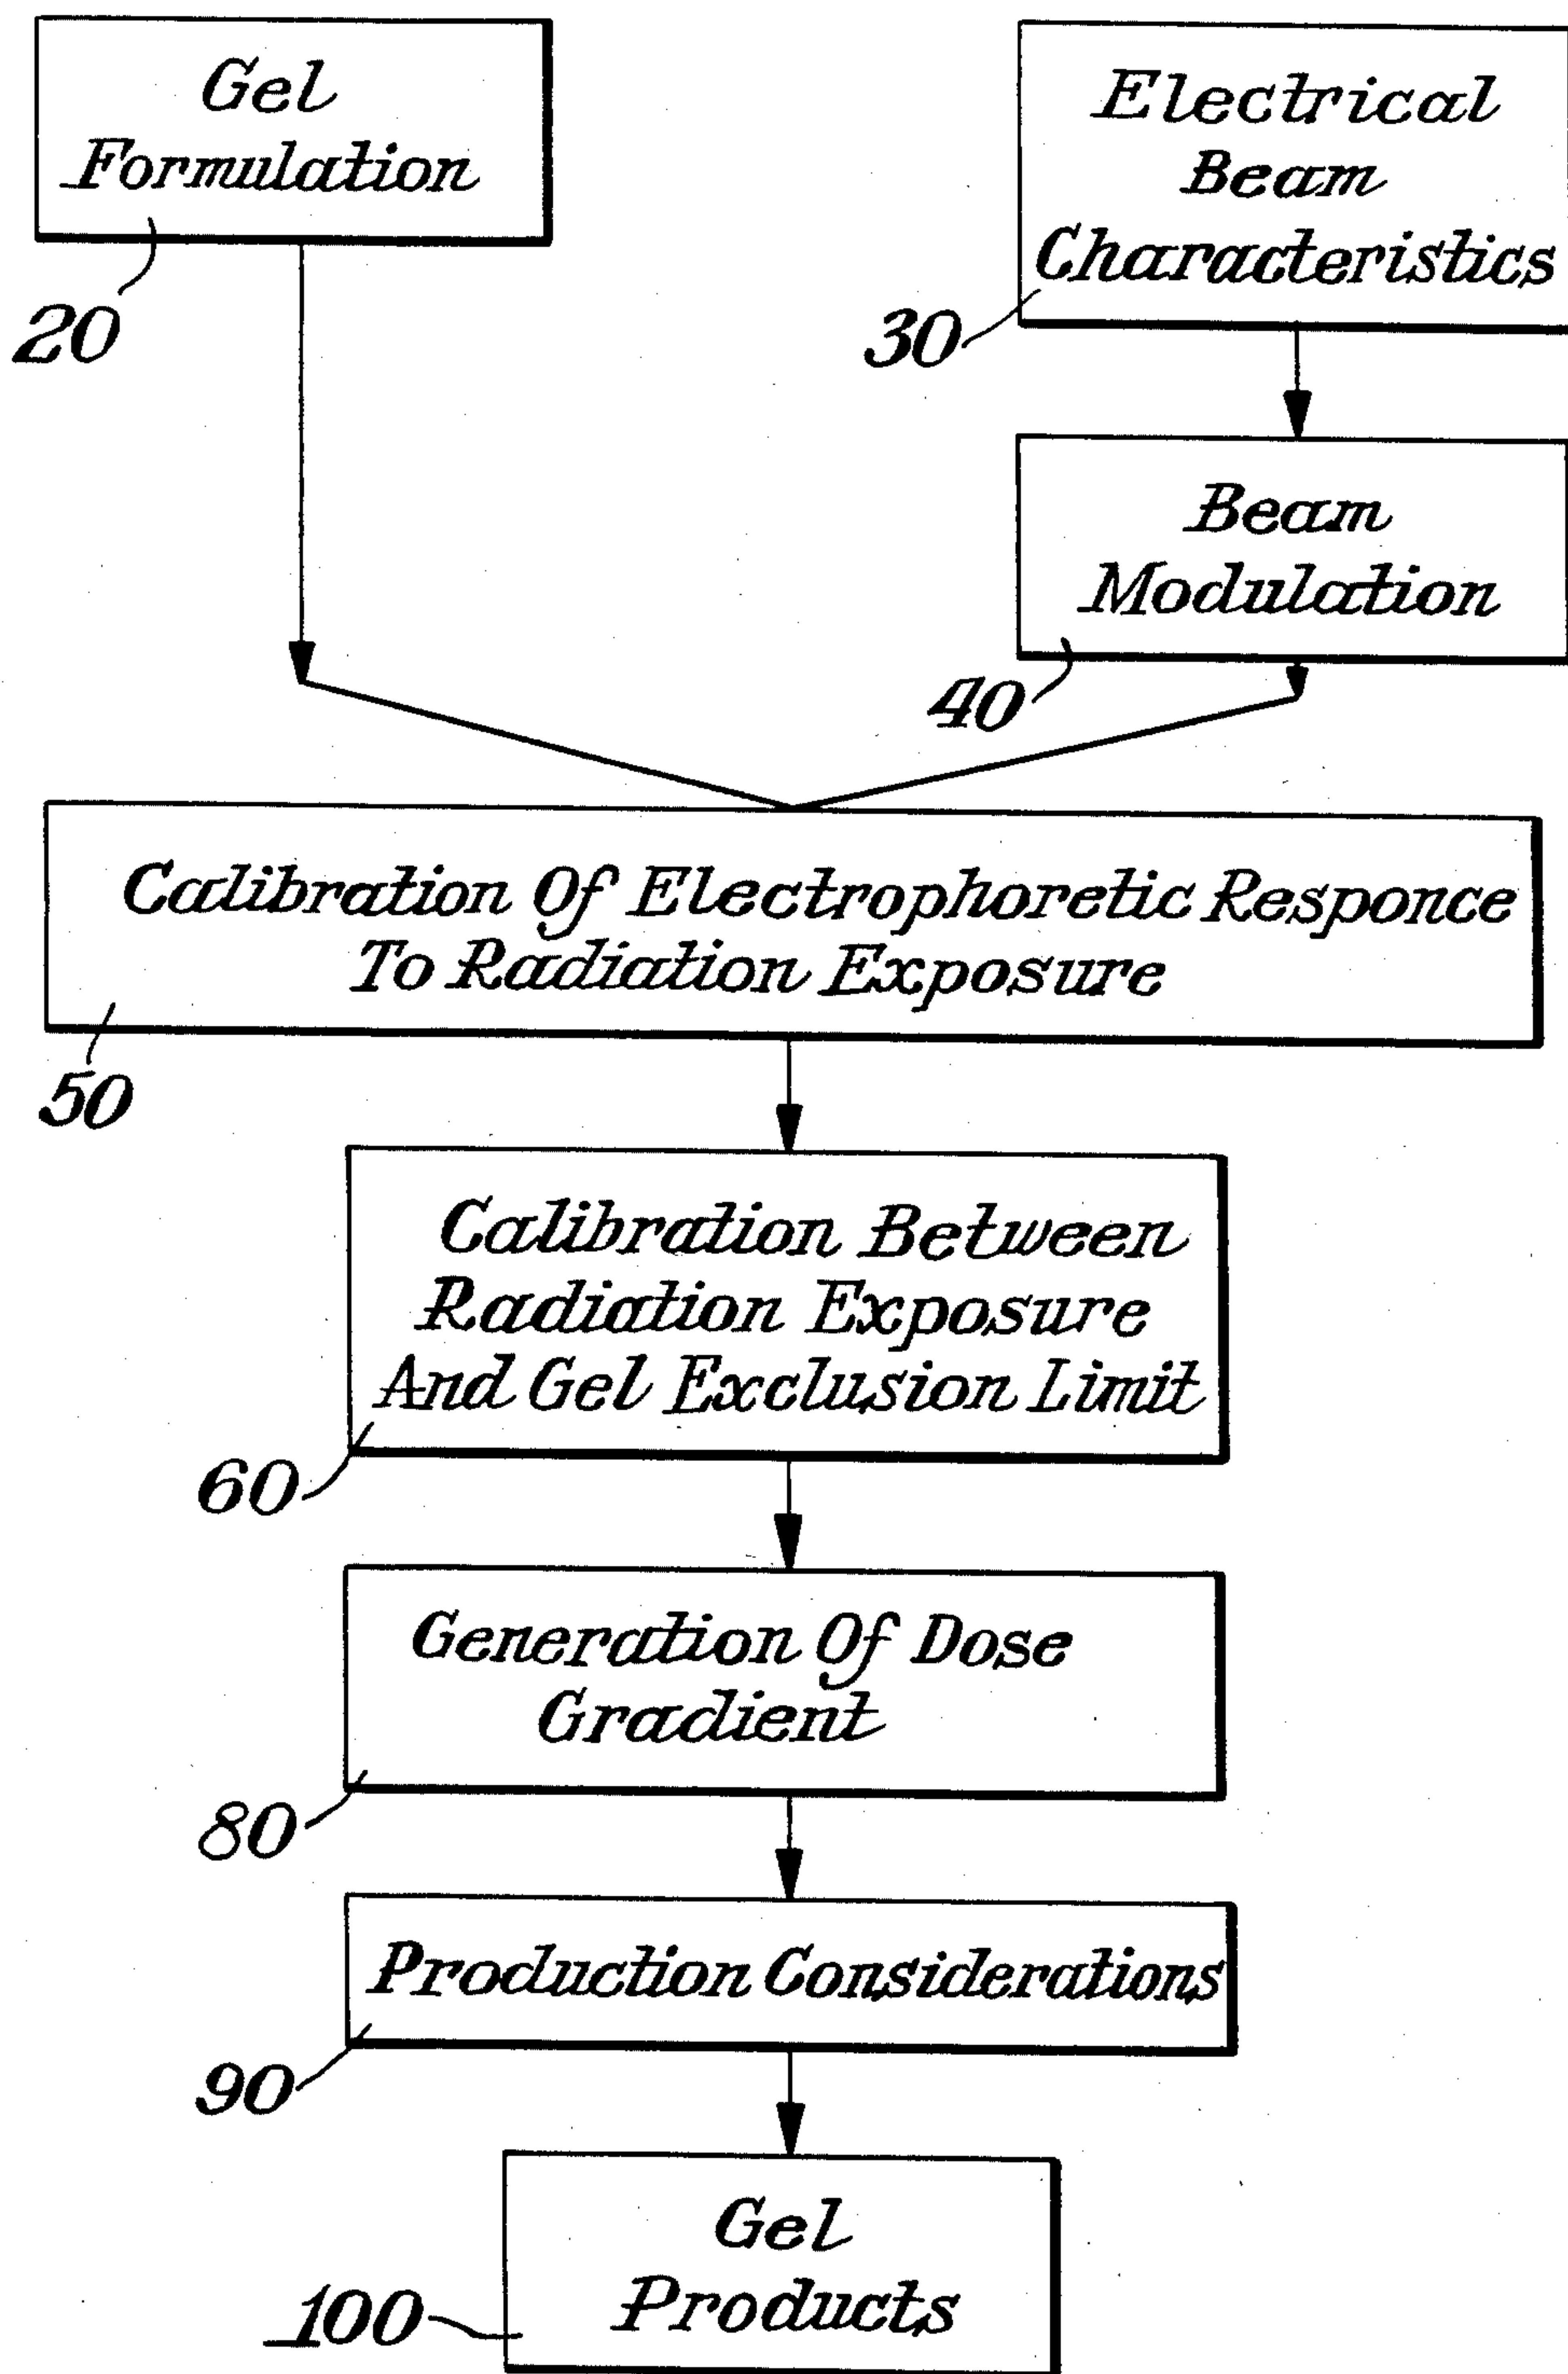 Gel
Formulation
20
Electrical
Beam
Characteristics
30
Beam
Modulation
40
Calibration Of Electrophoretic Responce
To Radiation Exposure
50
Calibration Between
Radiation Exposure
And Gel Exclusion Limit
60
Generation Of Dose
Gradient
80
Production Considerations
90
Gel
Products
100